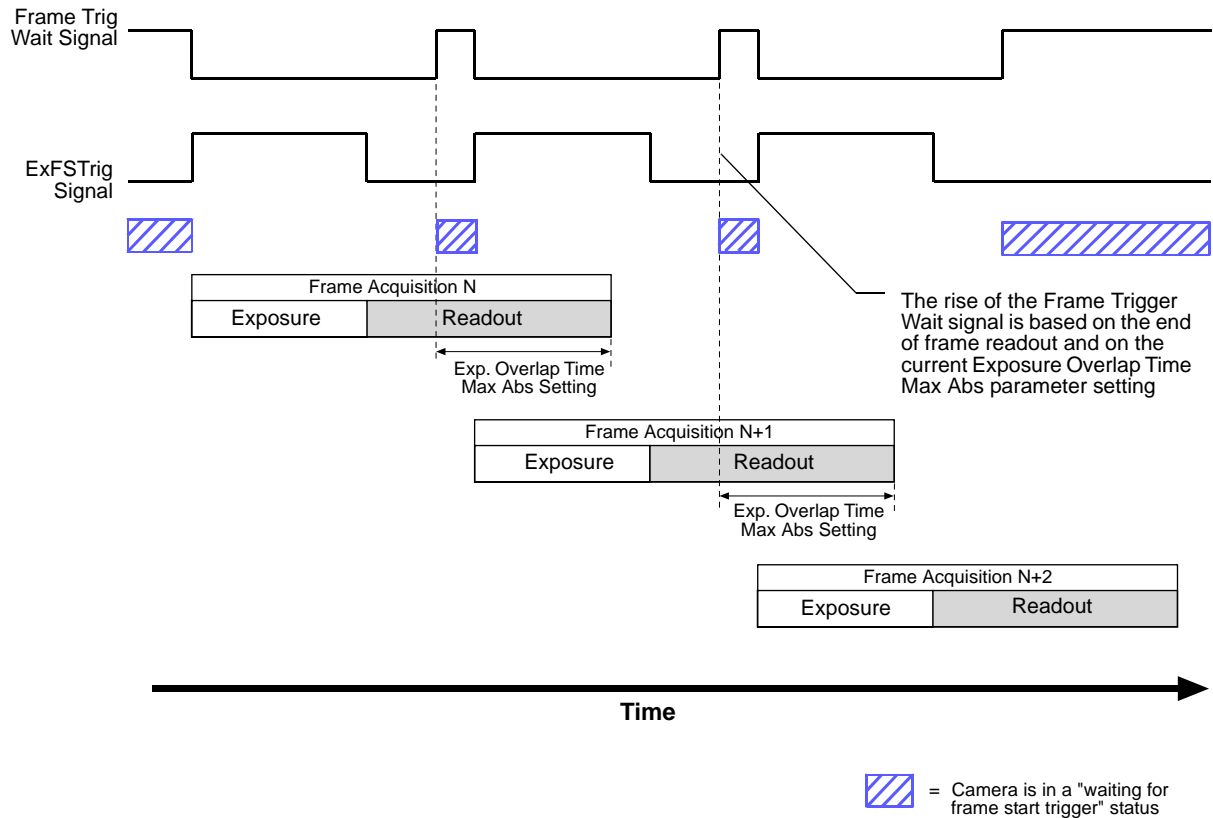 Frame Trig
Wait Signal
ExFSTrig
Signal
Frame Acquisition N
Exposure
Readout
Exp. Overlap Time
Max Abs Setting
The rise of the Frame Trigger
Wait signal is based on the end
of frame readout and on the
current Exposure Overlap Time
Max Abs parameter setting
Frame Acquisition N+1
Exposure
Readout
Exp. Overlap Time
Max Abs Setting
Frame Acquisition N+2
Exposure
Readout
Time
= Camera is in a "waiting for
frame start trigger" status